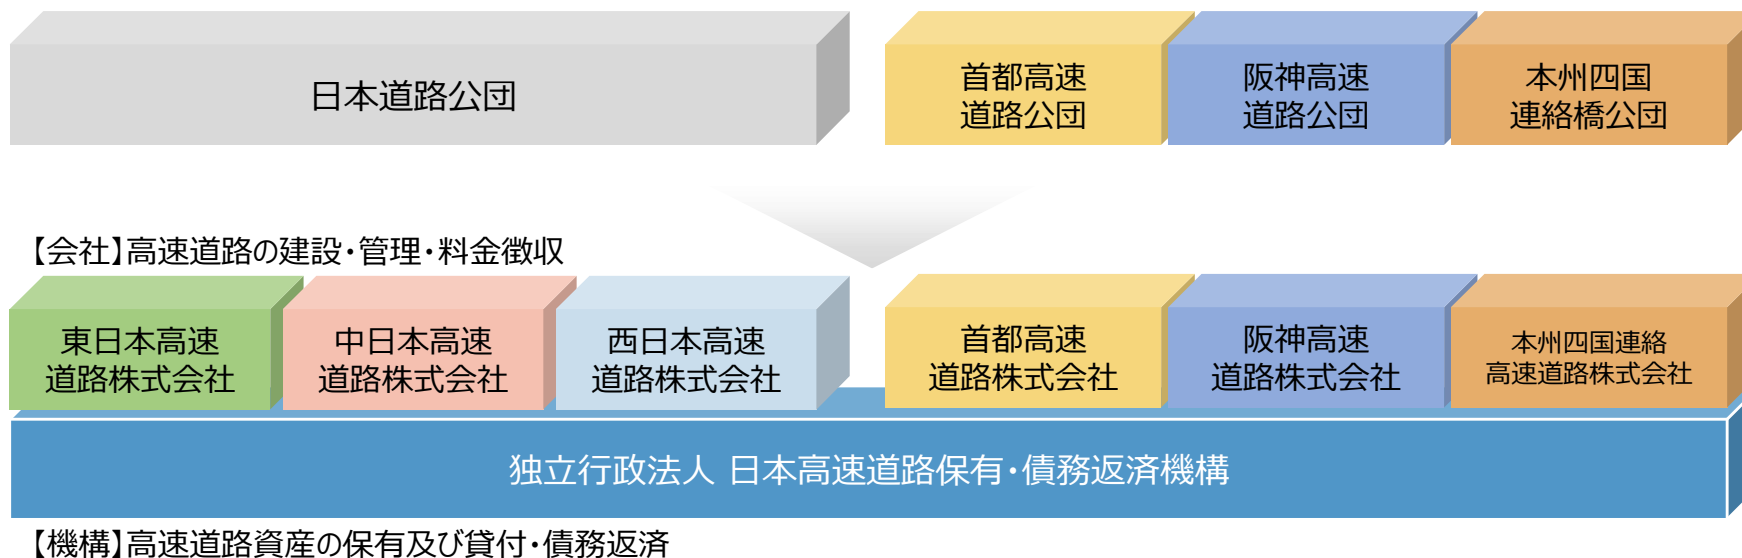 日本道路公団
首都高速
道路公団
阪神高速
道路公団
本州四国
連絡橋公団
【会社】高速道路の建設・管理・料金徴収
東日本高速
道路株式会社
中日本高速
道路株式会社
西日本高速
道路株式会社
首都高速
道路株式会社
阪神高速
道路株式会社
本州四国連絡
高速道路株式会社
独立行政法人 日本高速道路保有・債務返済機構
【機構】高速道路資産の保有及び貸付・債務返済